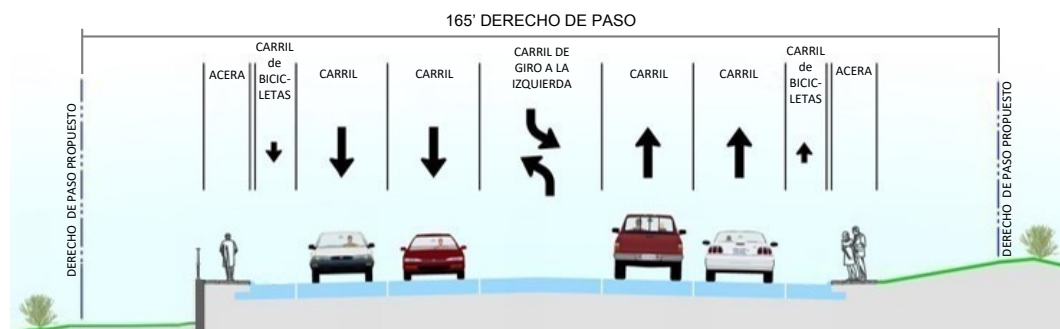 165' DERECHO DE PASO
DERECHO DE PASO PROPUESTO
ACERA
CARRIL
de
BICIC-
LETAS
CARRIL
CARRIL
CARRIL DE
GIRO A LA
IZQUIERDA
CARRIL
CARRIL
CARRIL
de
BICIC-
LETAS
ACERA
DERECHO DE PASO PROPUESTO